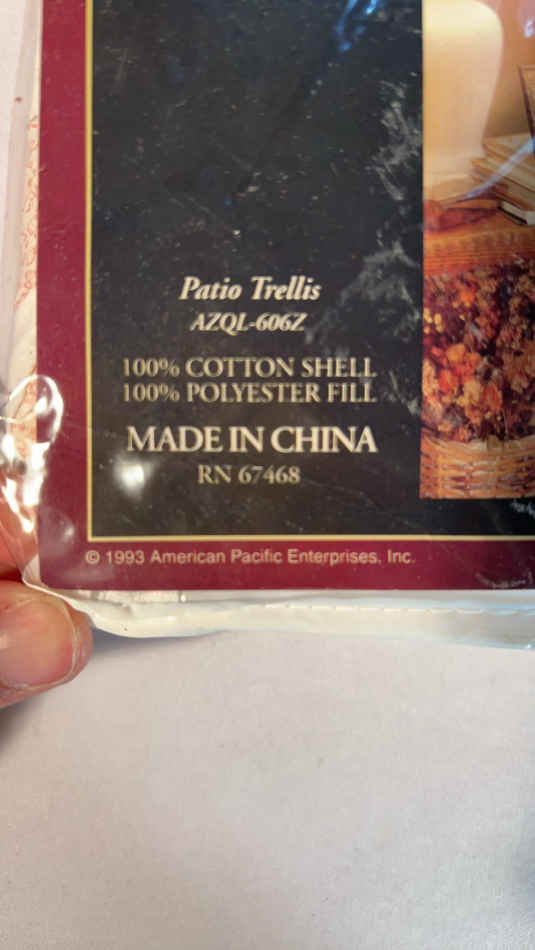 Patio Trellis
AZQL-606Z
100% COTTON SHELL
100% POLYESTER FILL
MADE IN CHINA
RN 67468
© 1993 American Pacific Enterprises, Inc.